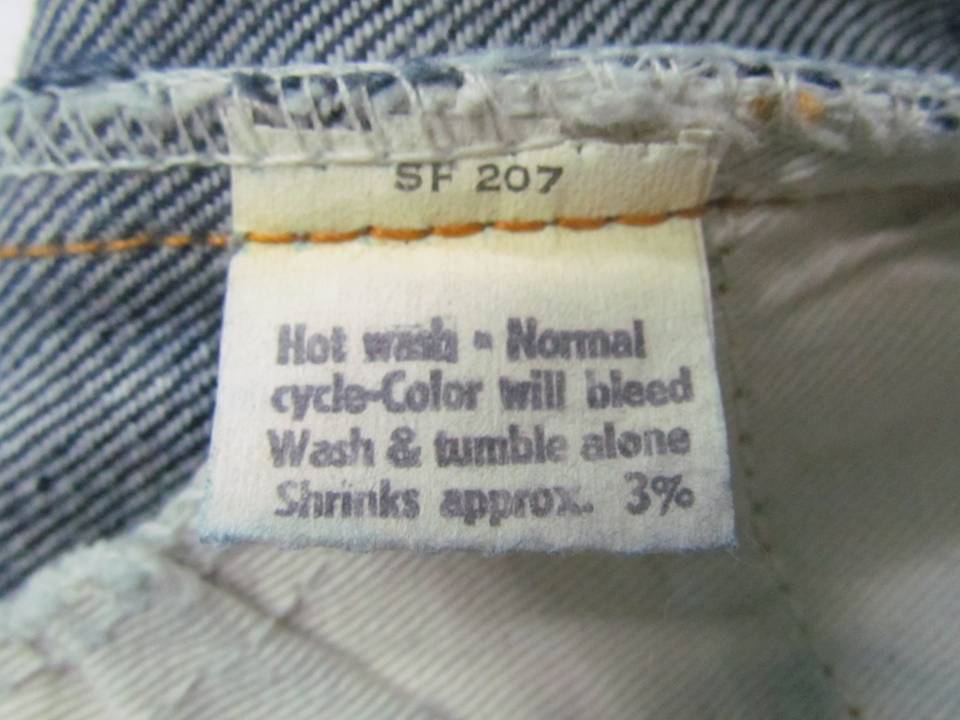 SF 207
Hot wash - Normal
cycle-Color will bleed
Wash & tumble alone
Shrinks approx. 3%